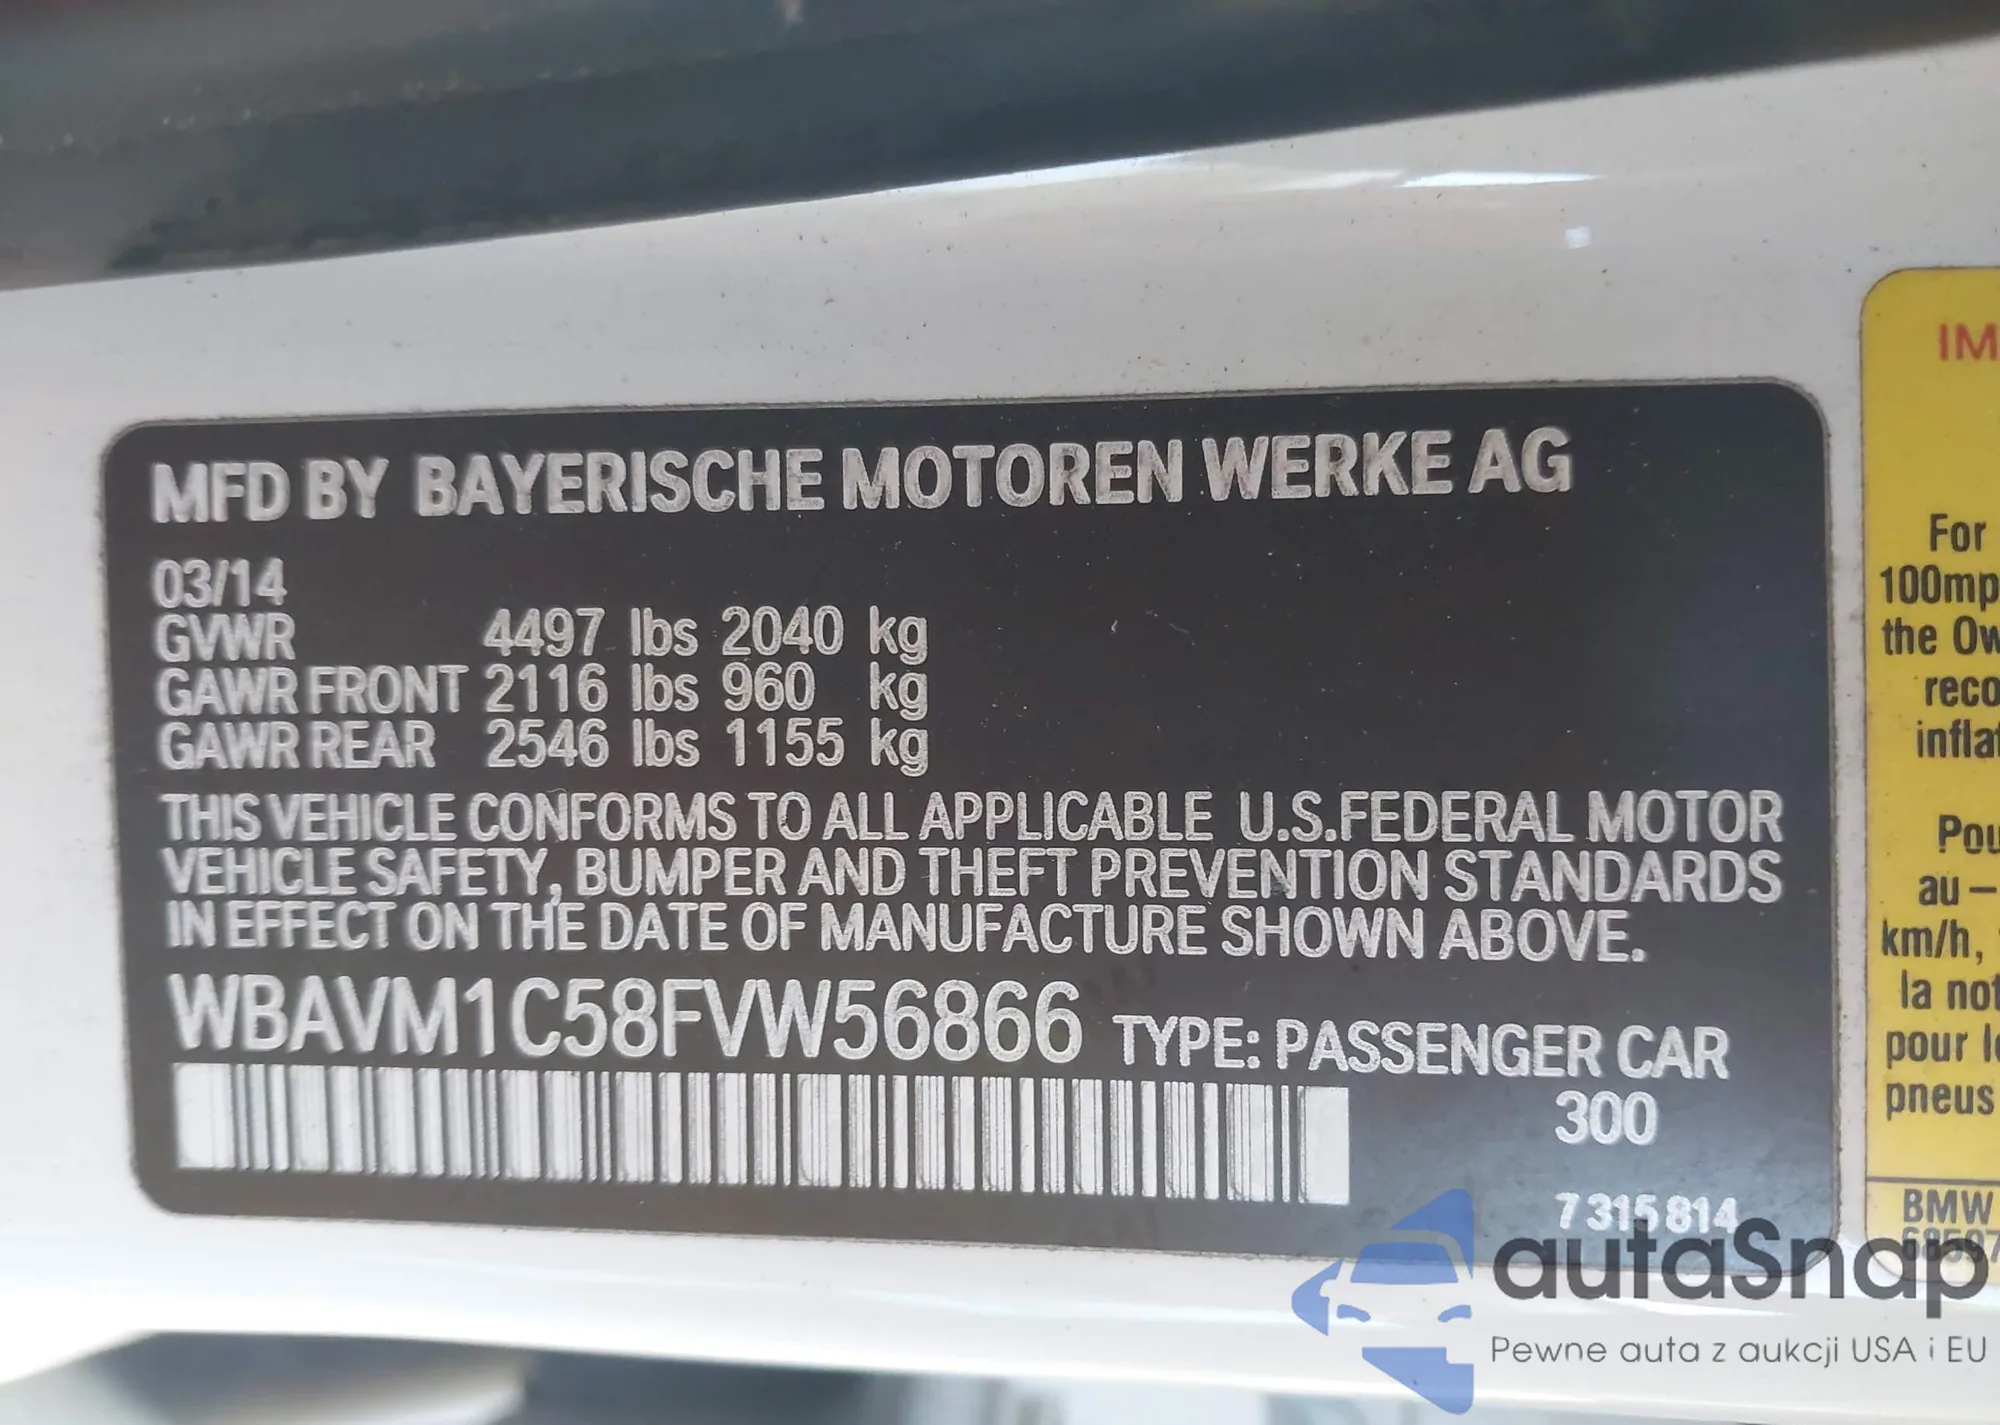 MFD BY BAYERISCHE MOTOREN WERKE AG
03/14
GVWR 4497 lbs 2040 kg
GAWR FRONT 2116 lbs 960 kg
GAWR REAR 2546 lbs 1155 kg
THIS VEHICLE CONFORMS TO ALL APPLICABLE U.S.FEDERAL MOTOR
VEHICLE SAFETY, BUMPER AND THEFT PREVENTION STANDARDS
IN EFFECT ON THE DATE OF MANUFACTURE SHOWN ABOVE.
WBAVM1C58FVW56866 TYPE: PASSENGER CAR
300
7 315 814
IM
For
100mp
the Ow
reco
inflat
Pou
au –
km/h,
la not
pour le
pneus
BMW
68597
autaSnap
Pewne auta z aukcji USA i EU